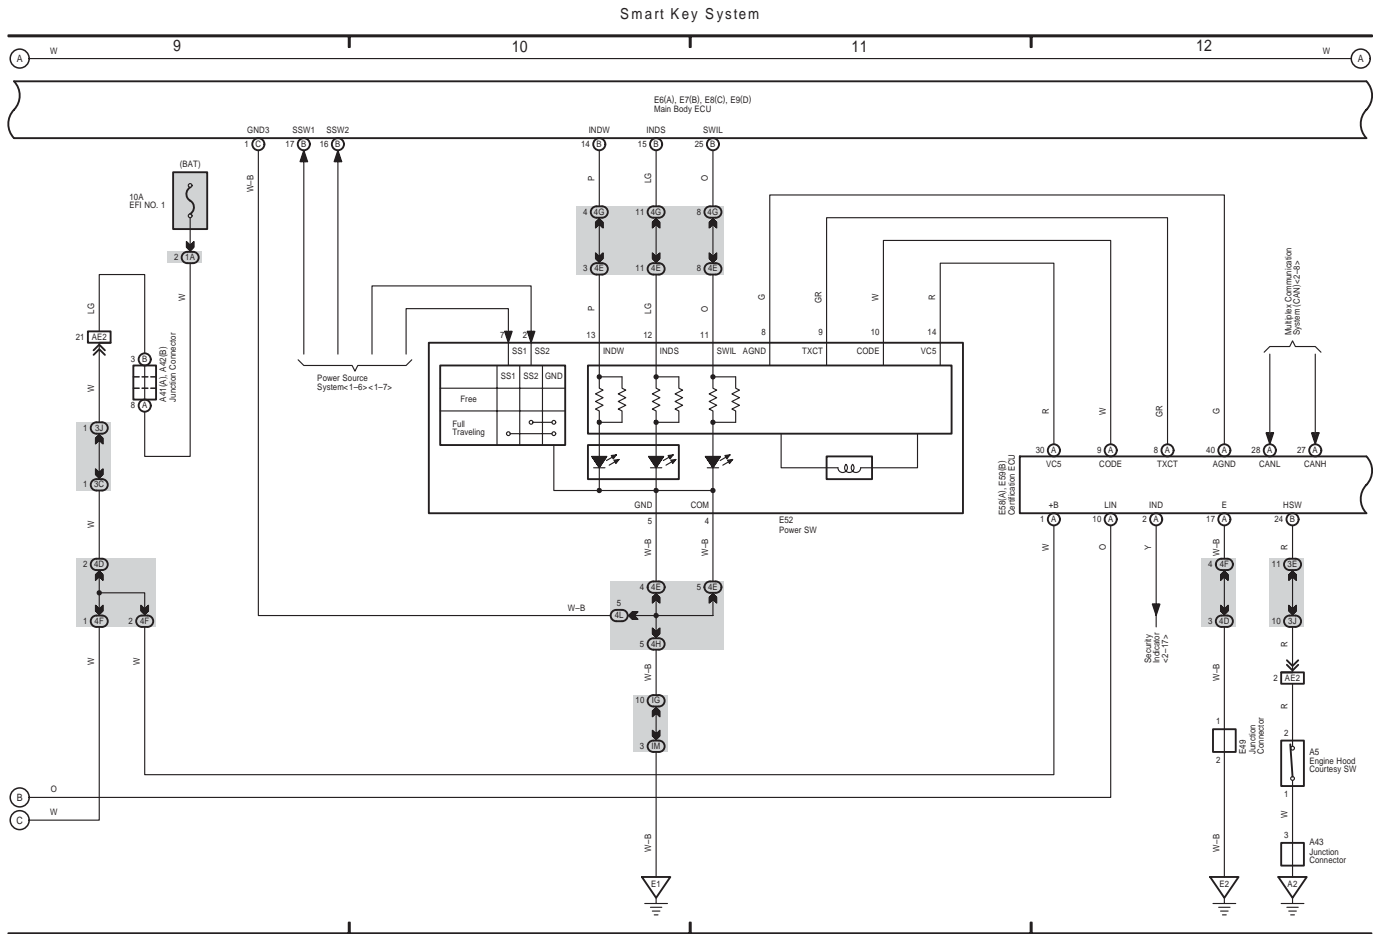 Smart Key System
9
10
11
12
A
W
W
A
E6(A), E7(B), E8(C), E9(D)
Main Body ECU
GND3
SSW1
SSW2
INDW
INDS
SWIL
1 C
17 B
16 B
14 B
15 B
25 B
(BAT)
10A
EFI NO. 1
W–B
P
LG
O
4 4G
11 4G
8 4G
2 1A
3 4E
11 4E
8 4E
LG
W
P
LG
O
G
GR
W
R
Multiplex Communication
System (CAN)<2–8>
21 AE2
3 B
8 A
A41(A), A42(B)
Junction Connector
W
7
2
13
12
11
8
9
10
14
SS1
SS2
INDW
INDS
SWIL
AGND
TXCT
CODE
VC5
Power Source
System<1–6><1–7>
SS1
SS2
GND
Free
Full
Traveling
R
W
GR
G
1 3J
1 3C
30 A
9 A
8 A
40 A
28 A
27 A
VC5
CODE
TXCT
AGND
CANL
CANH
E58(A), E59(B)
Certification ECU
+B
LIN
IND
E
HSW
1 A
10 A
2 A
17 A
24 B
GND
COM
5
4
E52
Power SW
W
W–B
W–B
W
O
Y
W–B
R
2 4D
1 4F
2 4F
4 4F
3 4D
11 3E
10 3J
W–B
5
4L
4 4E
5 4E
5 4H
W
W
W–B
Security
Indicator
<2–17>
W–B
R
2 AE2
R
10 IG
3 IM
1
2
E49
Junction
Connector
2
1
A5
Engine Hood
Courtesy SW
B
O
C
W
W–B
W–B
W
3
A43
Junction
Connector
E1
E2
A2